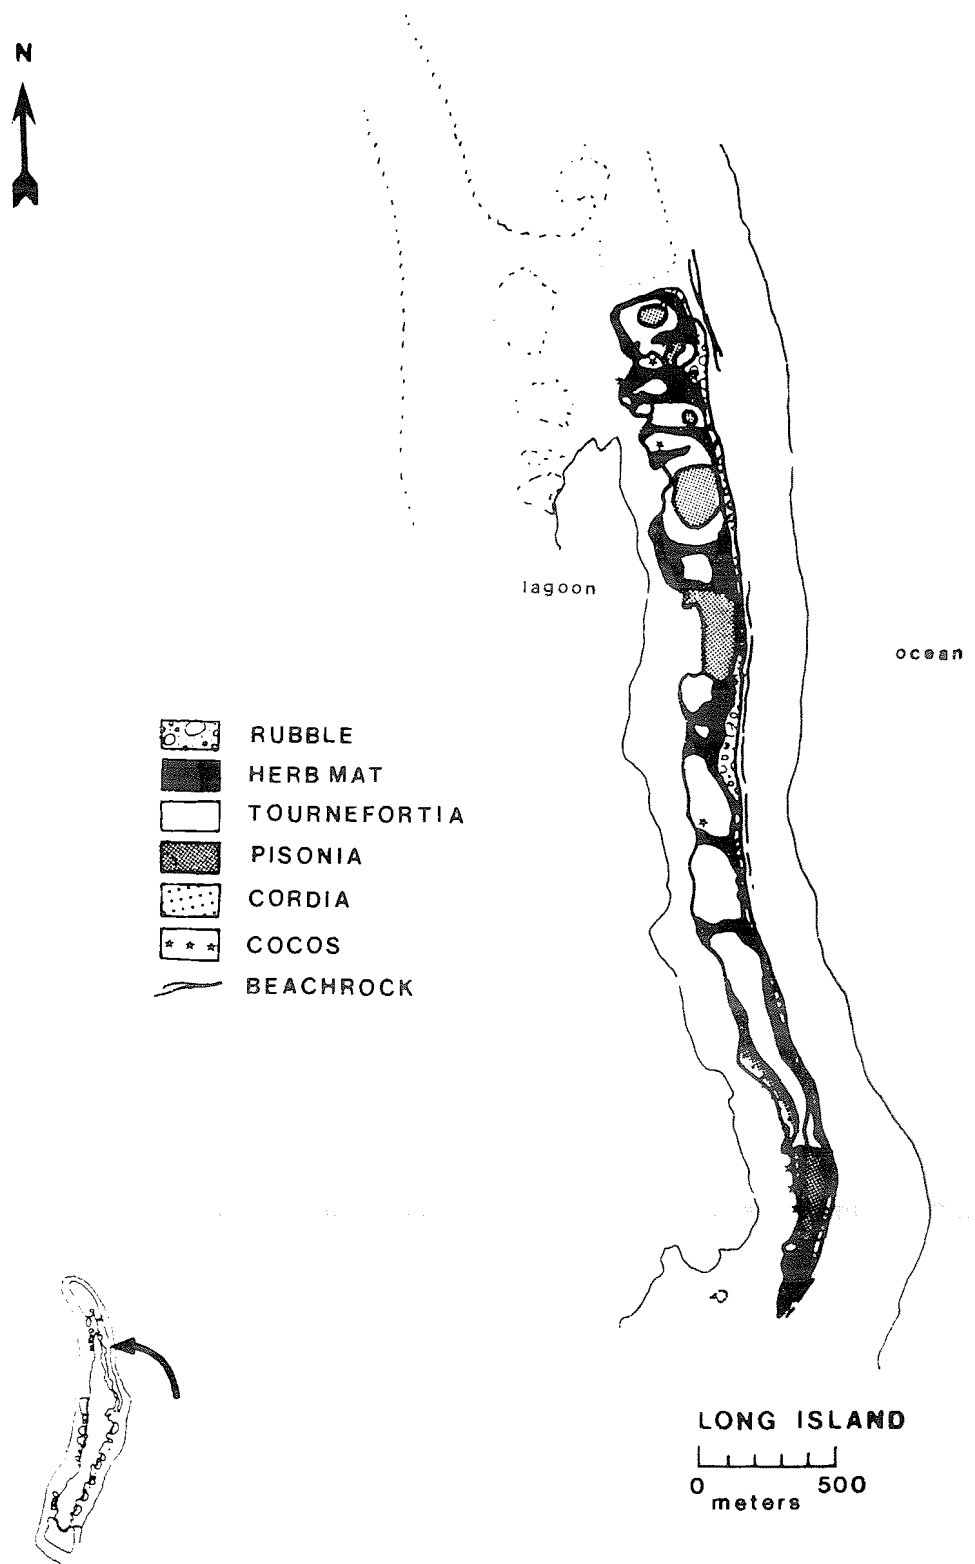 N
lagoon
ocean
RUBBLE
HERB MAT
TOURNEFORTIA
PISONIA
CORDIA
COCOS
BEACHROCK
LONG ISLAND
0 500
meters